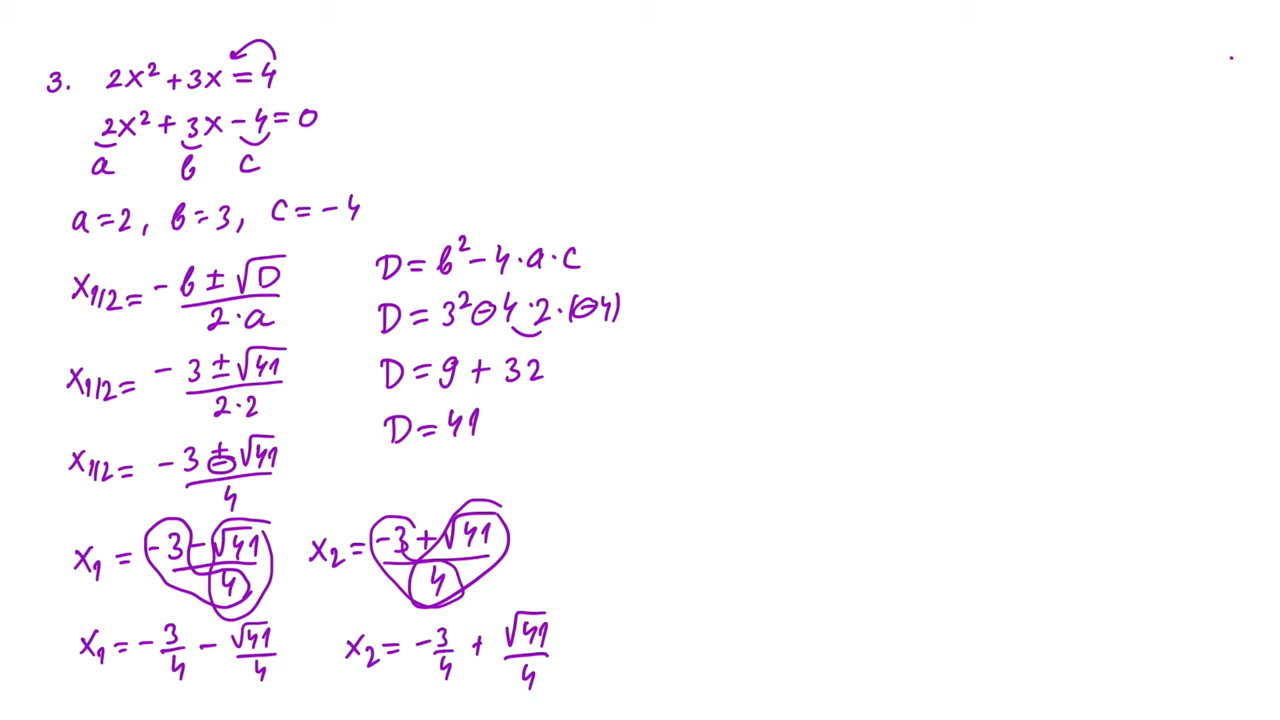 3. 2x² + 3x = 4
2x² + 3x - 4 = 0
a b c
a = 2, b = 3, c = -4
x₁/₂ = (-b ± √D) / (2·a)
D = b² - 4·a·c
D = 3² - 4·2·(-4)
x₁/₂ = (-3 ± √41) / (2·2)
D = 9 + 32
D = 41
x₁/₂ = (-3 ± √41) / 4
x₁ = (-3 - √41) / 4
x₂ = (-3 + √41) / 4
x₁ = -3/4 - √41/4
x₂ = -3/4 + √41/4